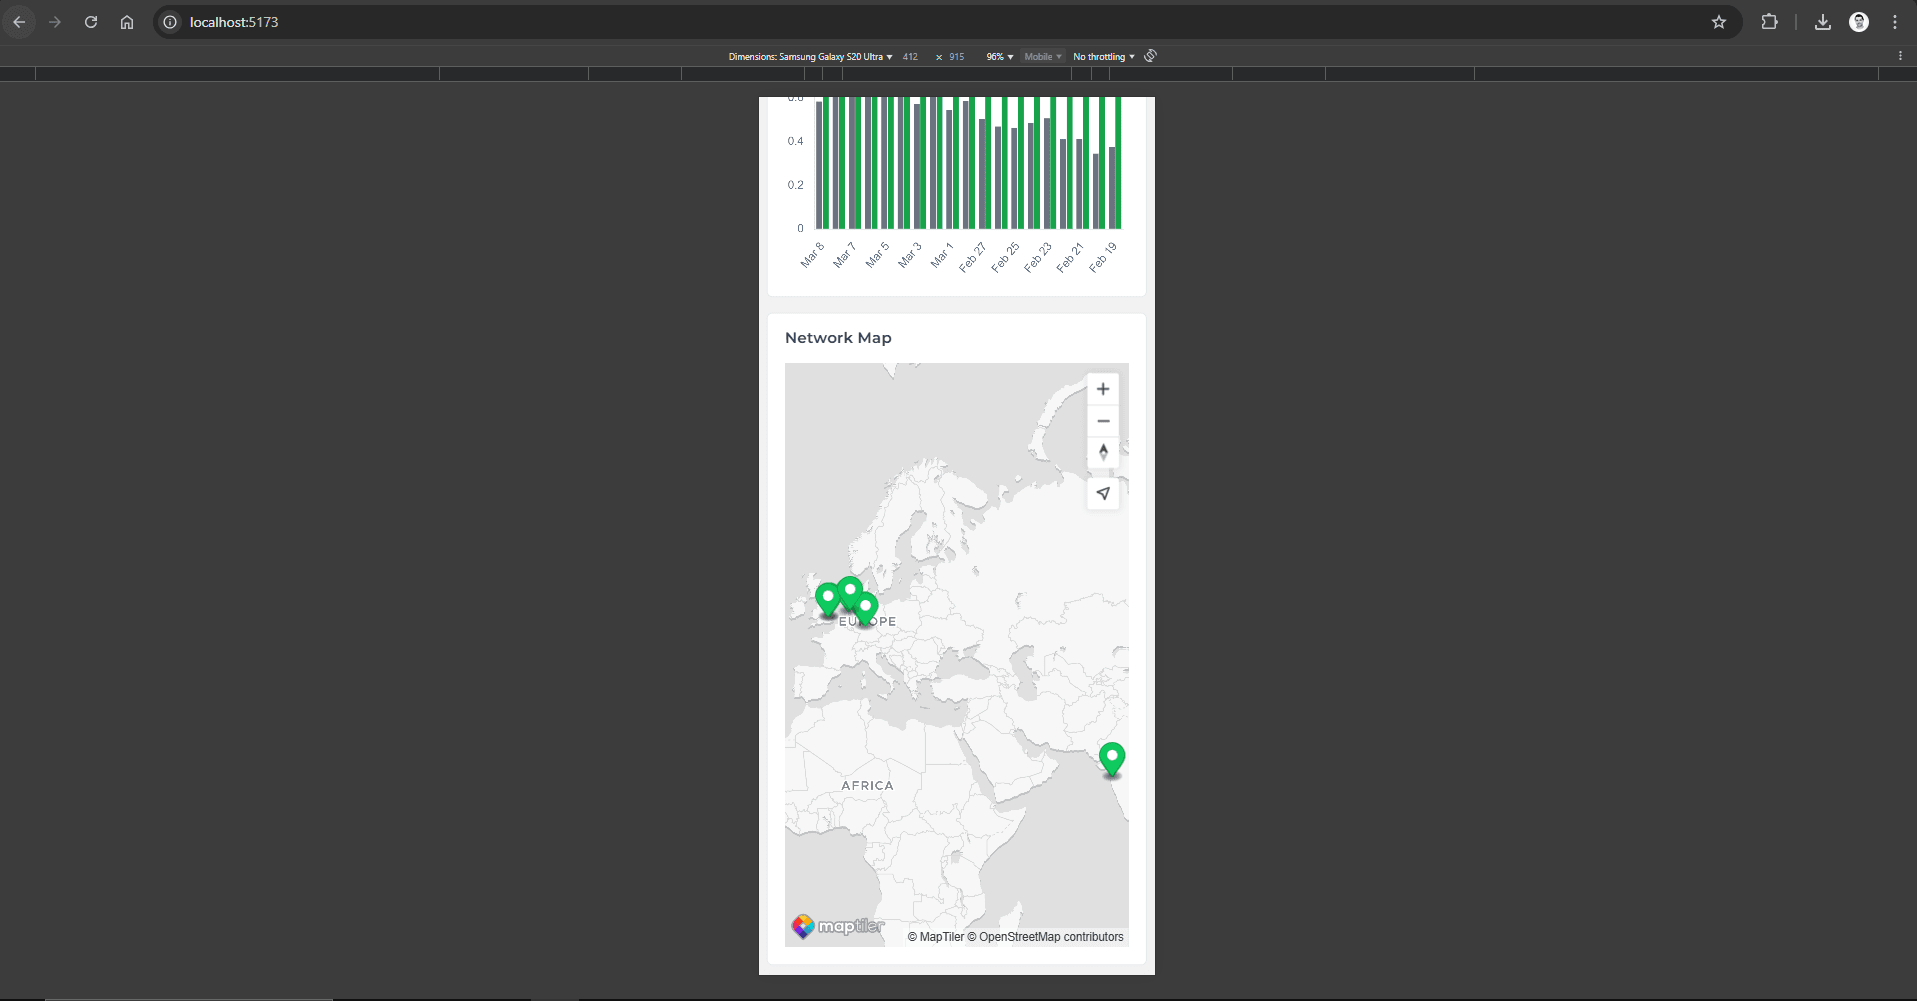 localhost:5173
Dimensions: Samsung Galaxy S20 Ultra 412 × 915 96% Mobile No throttling
0.6
0.4
0.2
0
Mar 8 Mar 7 Mar 5 Mar 3 Mar 1 Feb 27 Feb 25 Feb 23 Feb 21 Feb 19
Network Map
EUROPE
AFRICA
maptiler
© MapTiler © OpenStreetMap contributors